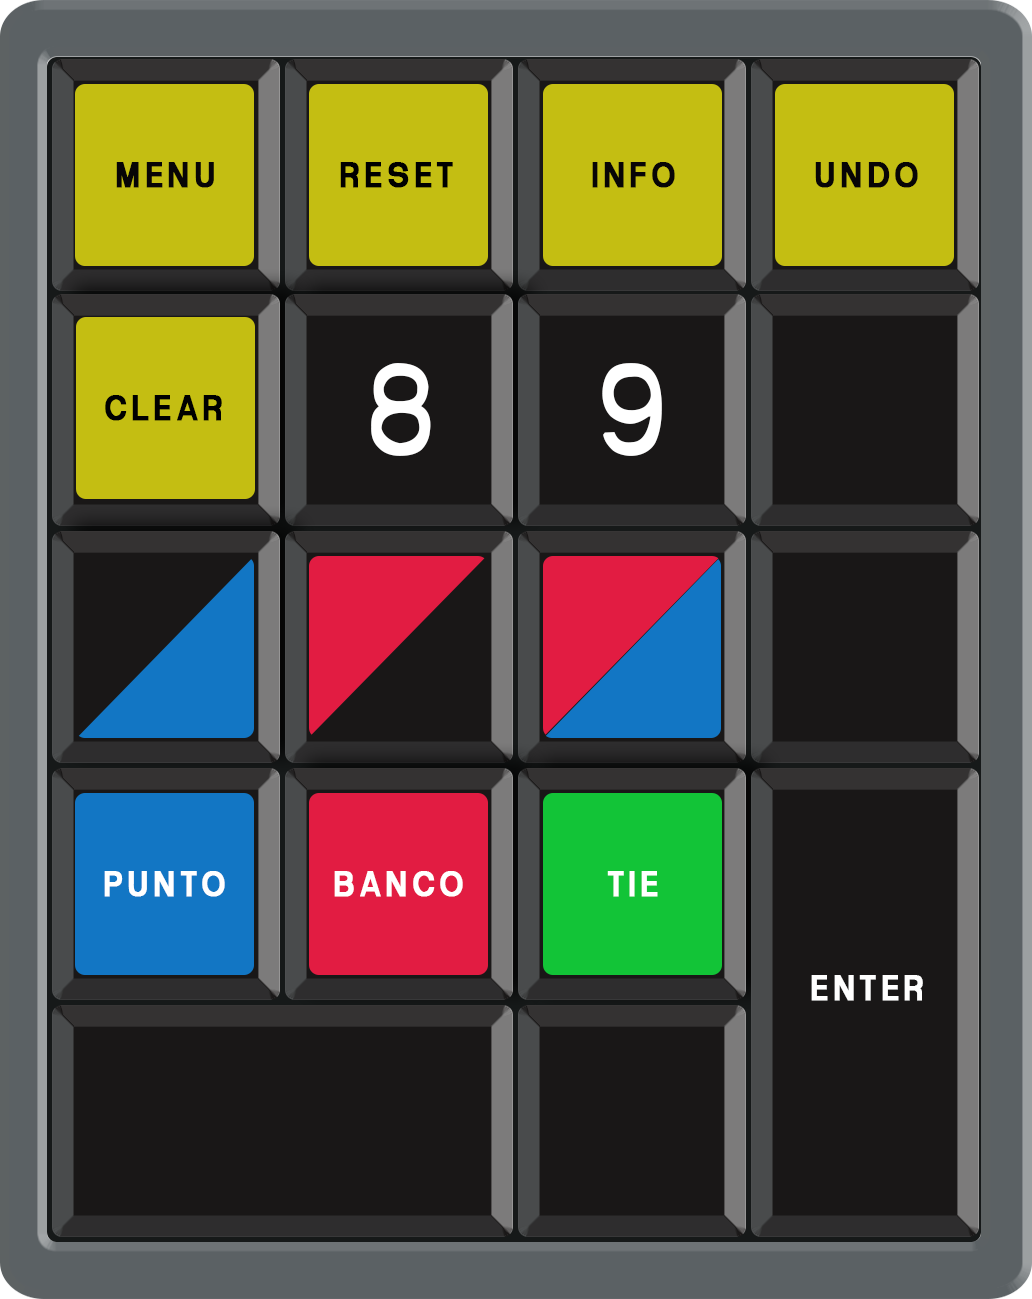 MENU
RESET
INFO
UNDO
CLEAR
8
9
PUNTO
BANCO
TIE
ENTER